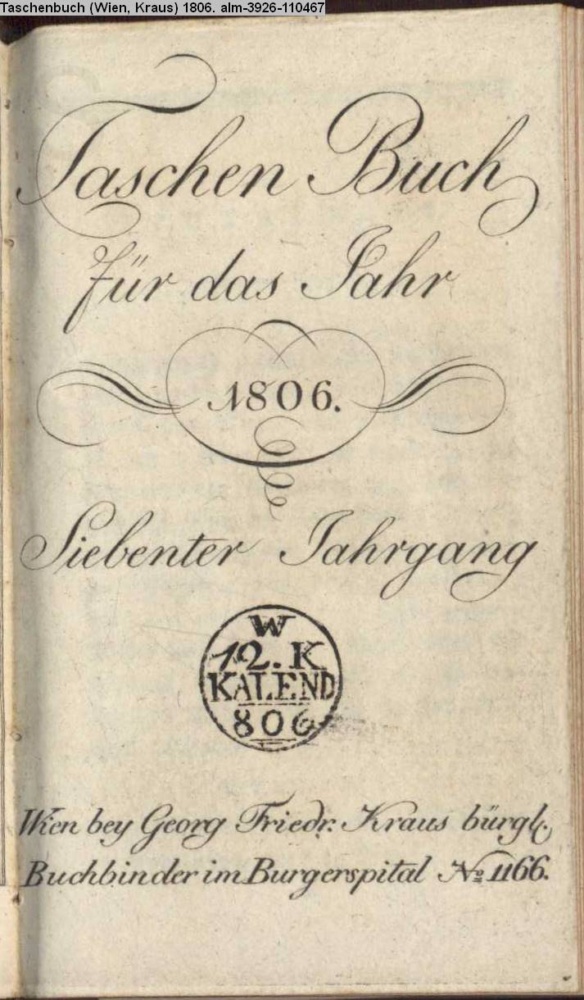 Taschenbuch (Wien, Kraus) 1806. alm-3926-110467
Taschen Buch
für das Jahr
1806.
Siebenter Jahrgang
W
12. K
KALEND
806
Wien bey Georg Friedr. Kraus bürgl.
Buchbinder im Burgerspital No 1166.